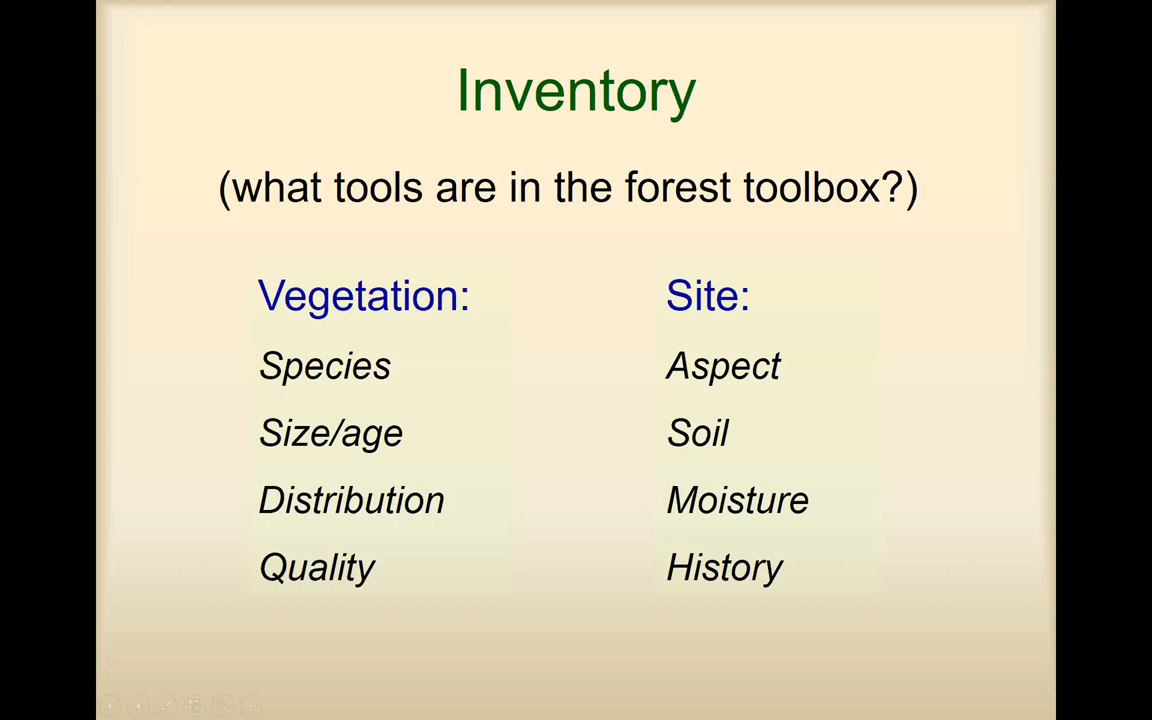 Inventory
(what tools are in the forest toolbox?)
Vegetation:
Species
Size/age
Distribution
Quality
Site:
Aspect
Soil
Moisture
History